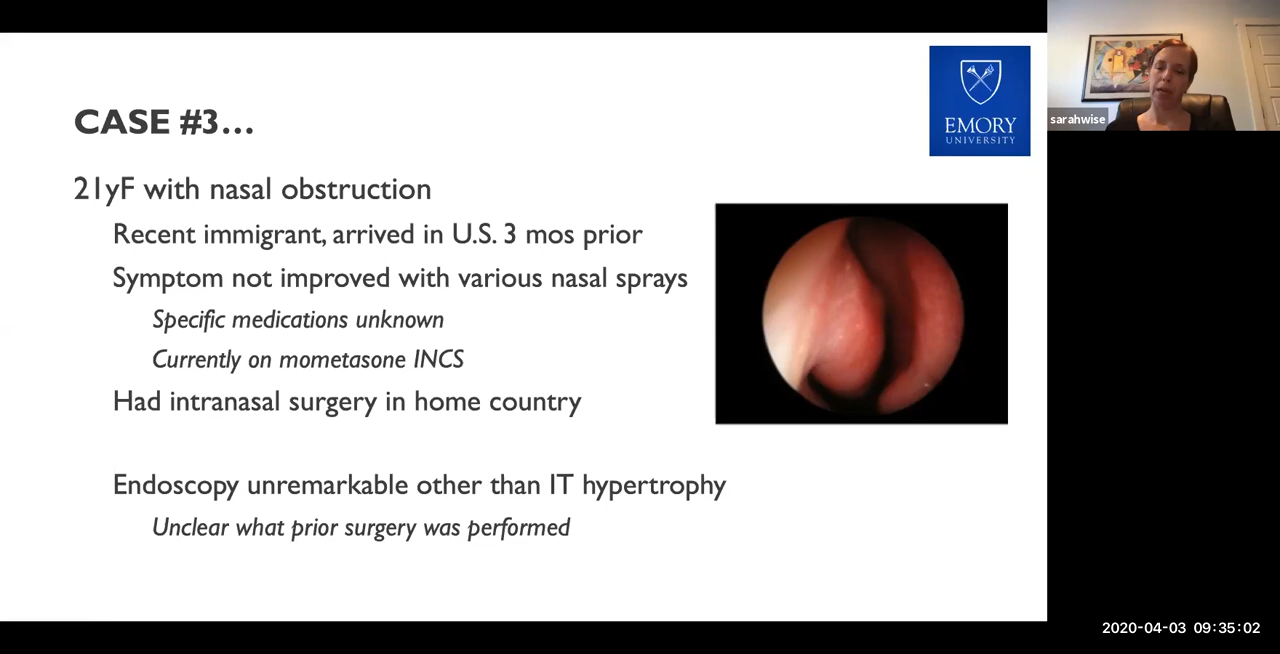 CASE #3…
EMORY
UNIVERSITY
sarahwise
21yF with nasal obstruction
Recent immigrant, arrived in U.S. 3 mos prior
Symptom not improved with various nasal sprays
Specific medications unknown
Currently on mometasone INCS
Had intranasal surgery in home country
Endoscopy unremarkable other than IT hypertrophy
Unclear what prior surgery was performed
2020-04-03 09:35:02